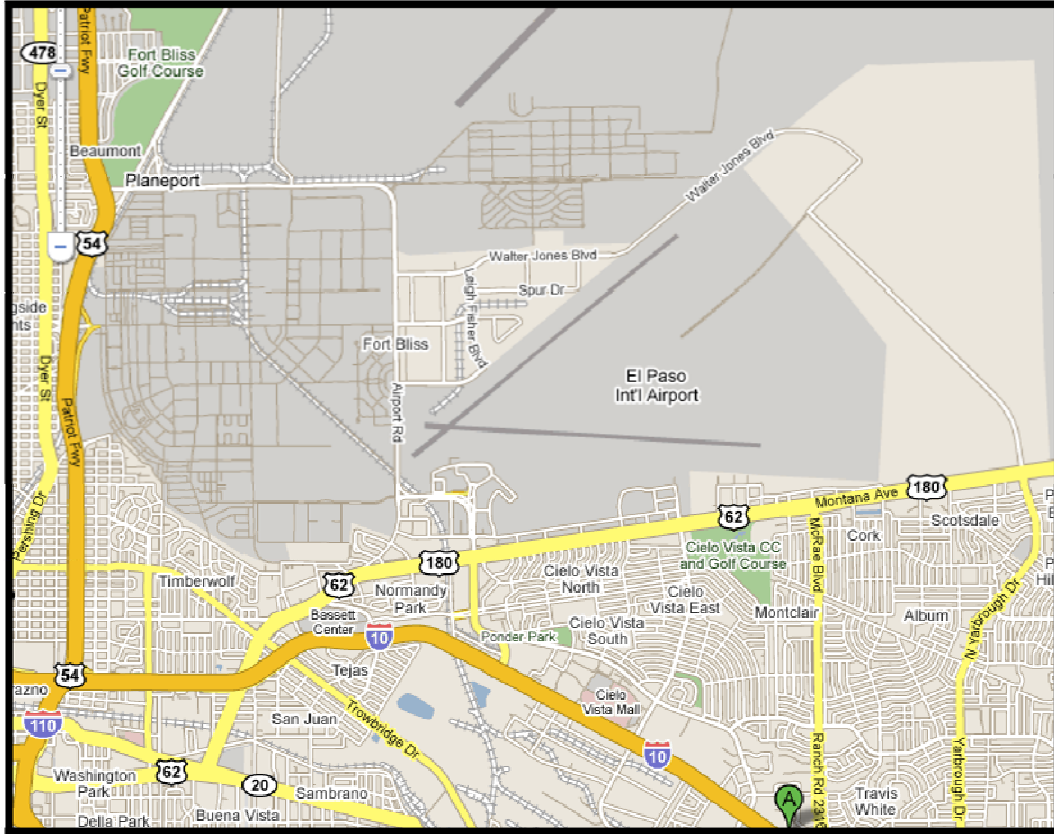 Patriot Fwy
478
Fort Bliss
Golf Course
Dyer St
Beaumont
Planeport
Walter Jones Blvd
54
Walter Jones Blvd
Spur Dr
Leigh Fisher Blvd
Fort Bliss
El Paso
Int'l Airport
Dyer St
Airport Rd
Patriot Fwy
180
Montana Ave
62
Pershing Dr
McRae Blvd
Scotsdale
Cork
Cielo Vista CC
and Golf Course
180
Cielo Vista
North
Timberwolf
62
Normandy
Park
Cielo
Vista East
Montclair
Album
N Yarbrough Dr
Bassett
Center
10
Ponder Park
Cielo Vista
South
54
Tejas
Cielo
Vista Mall
110
San Juan
Trowbridge Dr
10
Ranch Rd
Yarbrough Dr
Washington
Park
62
20
Sambrano
A
Travis
White
Della Park
Buena Vista